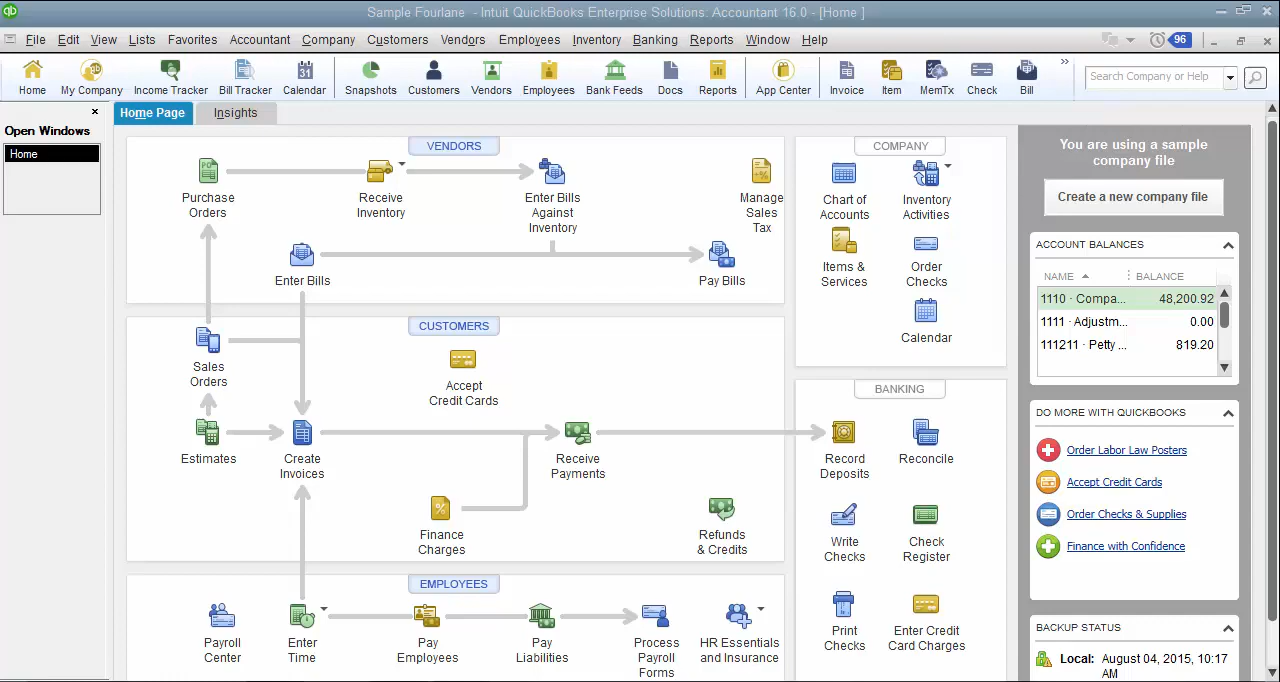 Sample Fourlane - Intuit QuickBooks Enterprise Solutions: Accountant 16.0 - [Home ]
File Edit View Lists Favorites Accountant Company Customers Vendors Employees Inventory Banking Reports Window Help 96
Home My Company Income Tracker Bill Tracker Calendar Snapshots Customers Vendors Employees Bank Feeds Docs Reports App Center Invoice Item MemTx Check Bill
Search Company or Help
Open Windows
Home
Home Page Insights
VENDORS
Purchase
Orders
Receive
Inventory
Enter Bills
Against
Inventory
Manage
Sales
Tax
Enter Bills
Pay Bills
CUSTOMERS
Sales
Orders
Accept
Credit Cards
Estimates
Create
Invoices
Receive
Payments
Finance
Charges
Refunds
& Credits
EMPLOYEES
Payroll
Center
Enter
Time
Pay
Employees
Pay
Liabilities
Process
Payroll
Forms
HR Essentials
and Insurance
COMPANY
Chart of
Accounts
Inventory
Activities
Items &
Services
Order
Checks
Calendar
BANKING
Record
Deposits
Reconcile
Write
Checks
Check
Register
Print
Checks
Enter Credit
Card Charges
You are using a sample
company file
Create a new company file
ACCOUNT BALANCES
NAME BALANCE
1110 · Compa... 48,200.92
1111 · Adjustm... 0.00
111211 · Petty ... 819.20
DO MORE WITH QUICKBOOKS
Order Labor Law Posters
Accept Credit Cards
Order Checks & Supplies
Finance with Confidence
BACKUP STATUS
Local: August 04, 2015, 10:17
AM